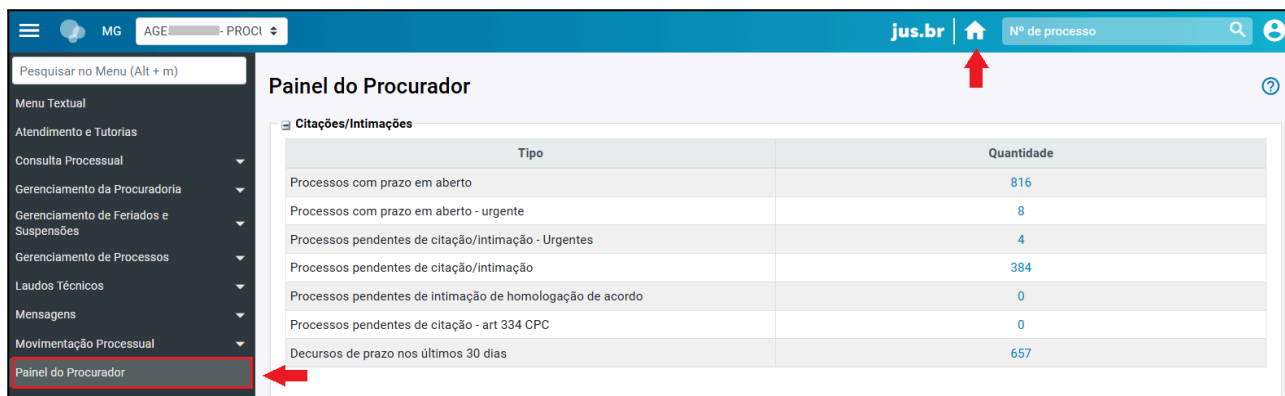 MG AGE - PROCU jus.br Nº de processo
Pesquisar no Menu (Alt + m)
Menu Textual
Atendimento e Tutorias
Consulta Processual
Gerenciamento da Procuradoria
Gerenciamento de Feriados e
Suspensões
Gerenciamento de Processos
Laudos Técnicos
Mensagens
Movimentação Processual
Painel do Procurador
Painel do Procurador
Citações/Intimações
Tipo Quantidade
Processos com prazo em aberto 816
Processos com prazo em aberto - urgente 8
Processos pendentes de citação/intimação - Urgentes 4
Processos pendentes de citação/intimação 384
Processos pendentes de intimação de homologação de acordo 0
Processos pendentes de citação - art 334 CPC 0
Decursos de prazo nos últimos 30 dias 657